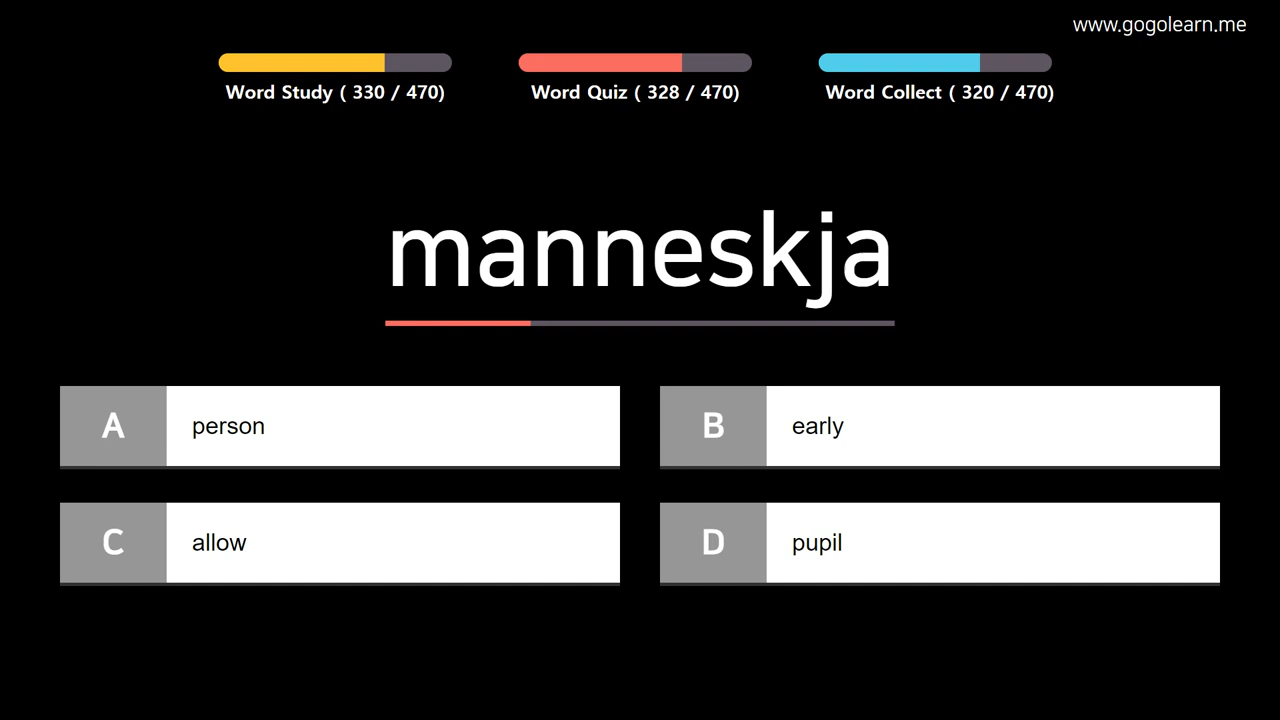 www.gogolearn.me
Word Study ( 330 / 470)
Word Quiz ( 328 / 470)
Word Collect ( 320 / 470)
manneskja
A person
B early
C allow
D pupil